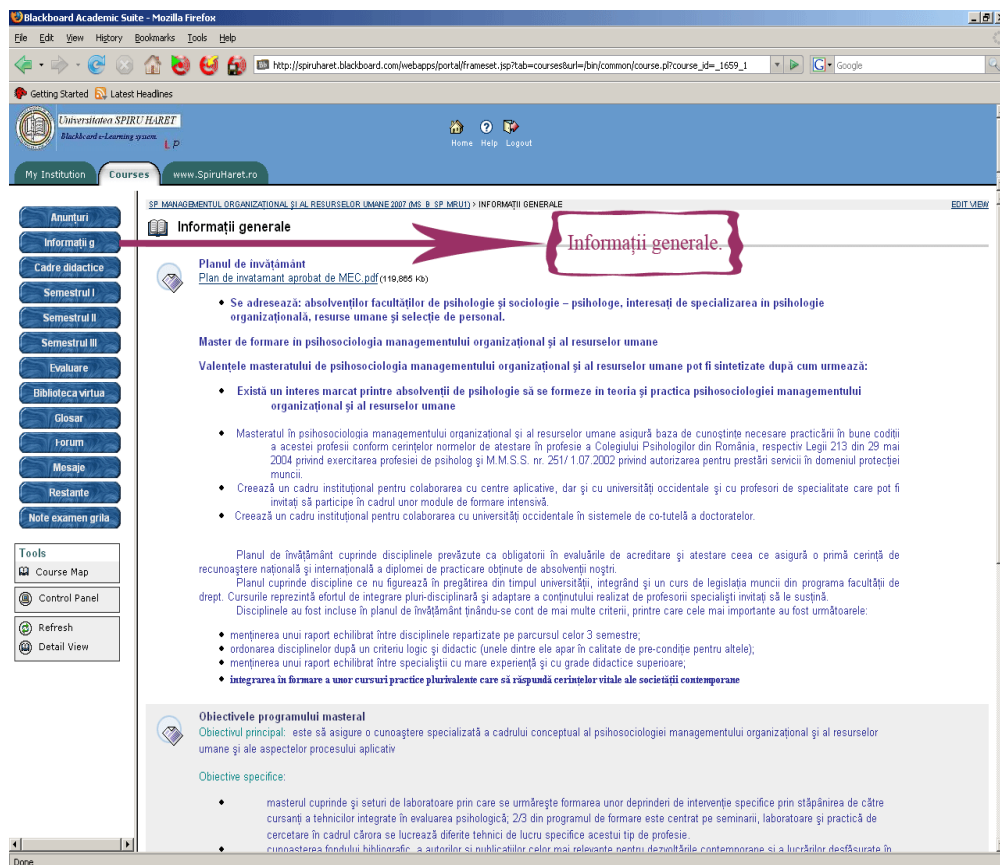 Blackboard Academic Suite - Mozilla Firefox
File Edit View History Bookmarks Tools Help
http://spiruharet.blackboard.com/webapps/portal/frameset.jsp?tab=courses&url=/bin/common/course.pl?course_id=_1659_1
Google
Getting Started Latest Headlines
Universitatea SPIRU HARET
Blackboard e-Learning system
L P
Home Help Logout
My Institution Courses www.SpiruHaret.ro
SP MANAGEMENTUL ORGANIZAŢIONAL ŞI AL RESURSELOR UMANE 2007 (MS_B_SP_MRU1) > INFORMAŢII GENERALE
EDIT VIEW
Informaţii generale
Informaţii generale.
Anunţuri
Informaţii g
Cadre didactice
Semestrul I
Semestrul II
Semestrul III
Evaluare
Biblioteca virtua
Glosar
Forum
Mesaje
Restante
Note examen grila
Tools
Course Map
Control Panel
Refresh
Detail View
Planul de învăţământ
Plan de invatamant aprobat de MEC.pdf (119,865 Kb)
Se adresează: absolvenţilor facultăţilor de psihologie şi sociologie – psihologe, interesaţi de specializarea în psihologie
organizaţională, resurse umane şi selecţie de personal.
Master de formare în psihosociologia managementului organizaţional şi al resurselor umane
Valenţele masteratului de psihosociologia managementului organizaţional şi al resurselor umane pot fi sintetizate după cum urmează:
Există un interes marcat printre absolvenţii de psihologie să se formeze în teoria şi practica psihosociologiei managementului
organizaţional şi al resurselor umane
Masteratul în psihosociologia managementului organizaţional şi al resurselor umane asigură baza de cunoştinţe necesare practicării în bune codiţii
a acestei profesii conform cerinţelor normelor de atestare în profesie a Colegiului Psihologilor din România, respectiv Legii 213 din 29 mai
2004 privind exercitarea profesiei de psiholog şi M.M.S.S. nr. 251/ 1.07.2002 privind autorizarea pentru prestări servicii în domeniul protecţiei
muncii.
Creează un cadru instituţional pentru colaborarea cu centre aplicative, dar şi cu universităţi occidentale şi cu profesori de specialitate care pot fi
invitaţi să participe în cadrul unor module de formare intensivă.
Creează un cadru instituţional pentru colaborarea cu universităţi occidentale în sistemele de co-tutelă a doctoratelor.
Planul de învăţământ cuprinde disciplinele prevăzute ca obligatorii în evaluările de acreditare şi atestare ceea ce asigură o primă cerinţă de
recunoaştere naţională şi internaţională a diplomei de practicare obţinute de absolvenţii noştri.
Planul cuprinde discipline ce nu figurează în pregătirea din timpul universităţii, integrând şi un curs de legislaţia muncii din programa facultăţii de
drept. Cursurile reprezintă efortul de integrare pluri-disciplinară şi adaptare a conţinutului realizat de profesorii specialişti invitaţi să le susţină.
Disciplinele au fost incluse în planul de învăţământ ţinându-se cont de mai multe criterii, printre care cele mai importante au fost următoarele:
menţinerea unui raport echilibrat între disciplinele repartizate pe parcursul celor 3 semestre;
ordonarea disciplinelor după un criteriu logic şi didactic (unele dintre ele apar în calitate de pre-condiţie pentru altele);
menţinerea unui raport echilibrat între specialiştii cu mare experienţă şi cu grade didactice superioare;
integrarea în formare a unor cursuri practice plurivalente care să răspundă cerinţelor vitale ale societăţii contemporane
Obiectivele programului masteral
Obiectivul principal: este să asigure o cunoaştere specializată a cadrului conceptual al psihosociologiei managementului organizaţional şi al resurselor
umane şi ale aspectelor procesului aplicativ
Obiective specifice:
masterul cuprinde şi seturi de laboratoare prin care se urmăreşte formarea unor deprinderi de intervenţie specifice prin stăpânirea de către
cursanţi a tehnicilor integrate în evaluarea psihologică; 2/3 din programul de formare este centrat pe seminarii, laboratoare şi practică de
cercetare în cadrul cărora se lucrează diferite tehnici de lucru specifice acestui tip de profesie.
cunoaşterea fondului bibliografic, a autorilor şi publicaţiilor celor mai relevante pentru dezvoltările contemporane şi a lucrărilor desfăşurate în
Done